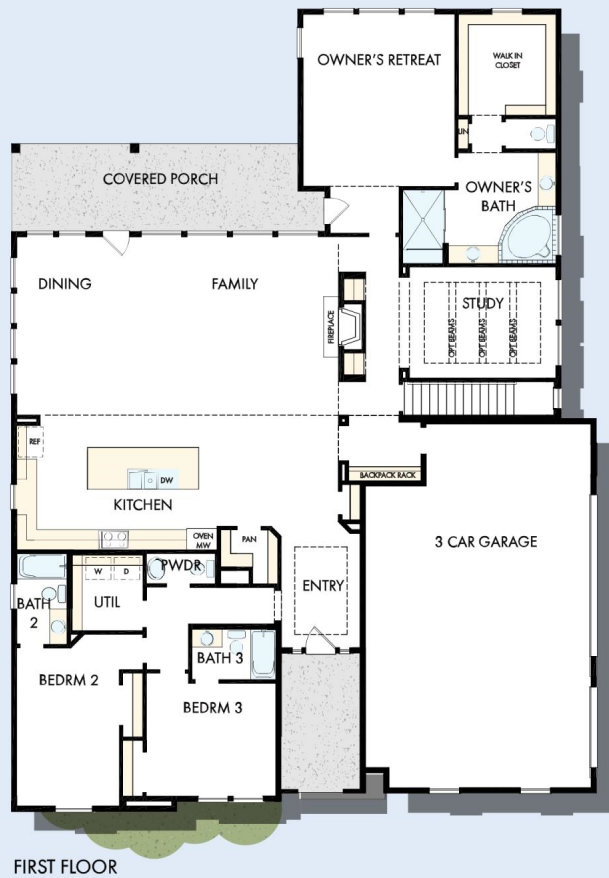 OWNER'S RETREAT
WALK IN
CLOSET
LIN
COVERED PORCH
OWNER'S
BATH
DINING
FAMILY
STUDY
FIREPLACE
OPT BEAMS
OPT BEAMS
OPT BEAMS
REF
DW
BACKPACK RACK
KITCHEN
OVEN
MW
PAN
3 CAR GARAGE
W
D
PWDR
BATH
2
UTIL
ENTRY
BATH 3
BEDRM 2
BEDRM 3
FIRST FLOOR